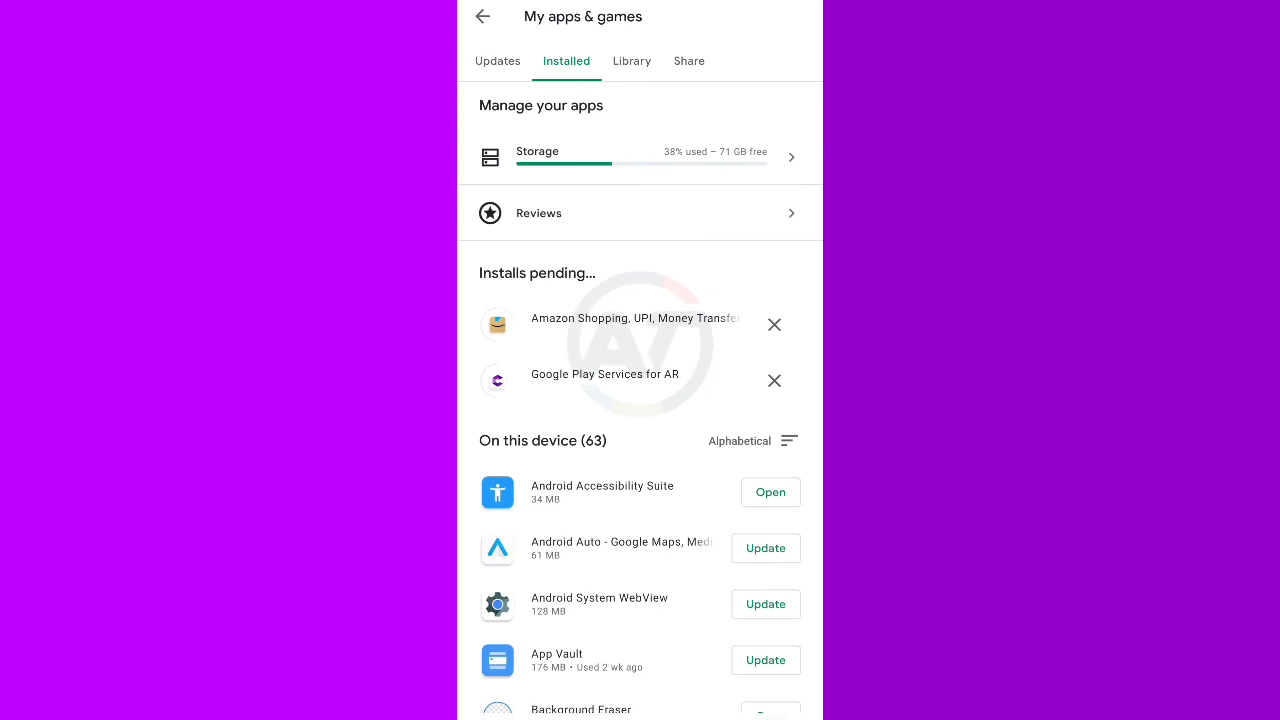 My apps & games
Updates Installed Library Share
Manage your apps
Storage 38% used – 71 GB free
Reviews
Installs pending...
Amazon Shopping, UPI, Money Transfer
Google Play Services for AR
AT
On this device (63) Alphabetical
Android Accessibility Suite
34 MB
Open
Android Auto - Google Maps, Medi
61 MB
Update
Android System WebView
128 MB
Update
App Vault
176 MB • Used 2 wk ago
Update
Background Eraser